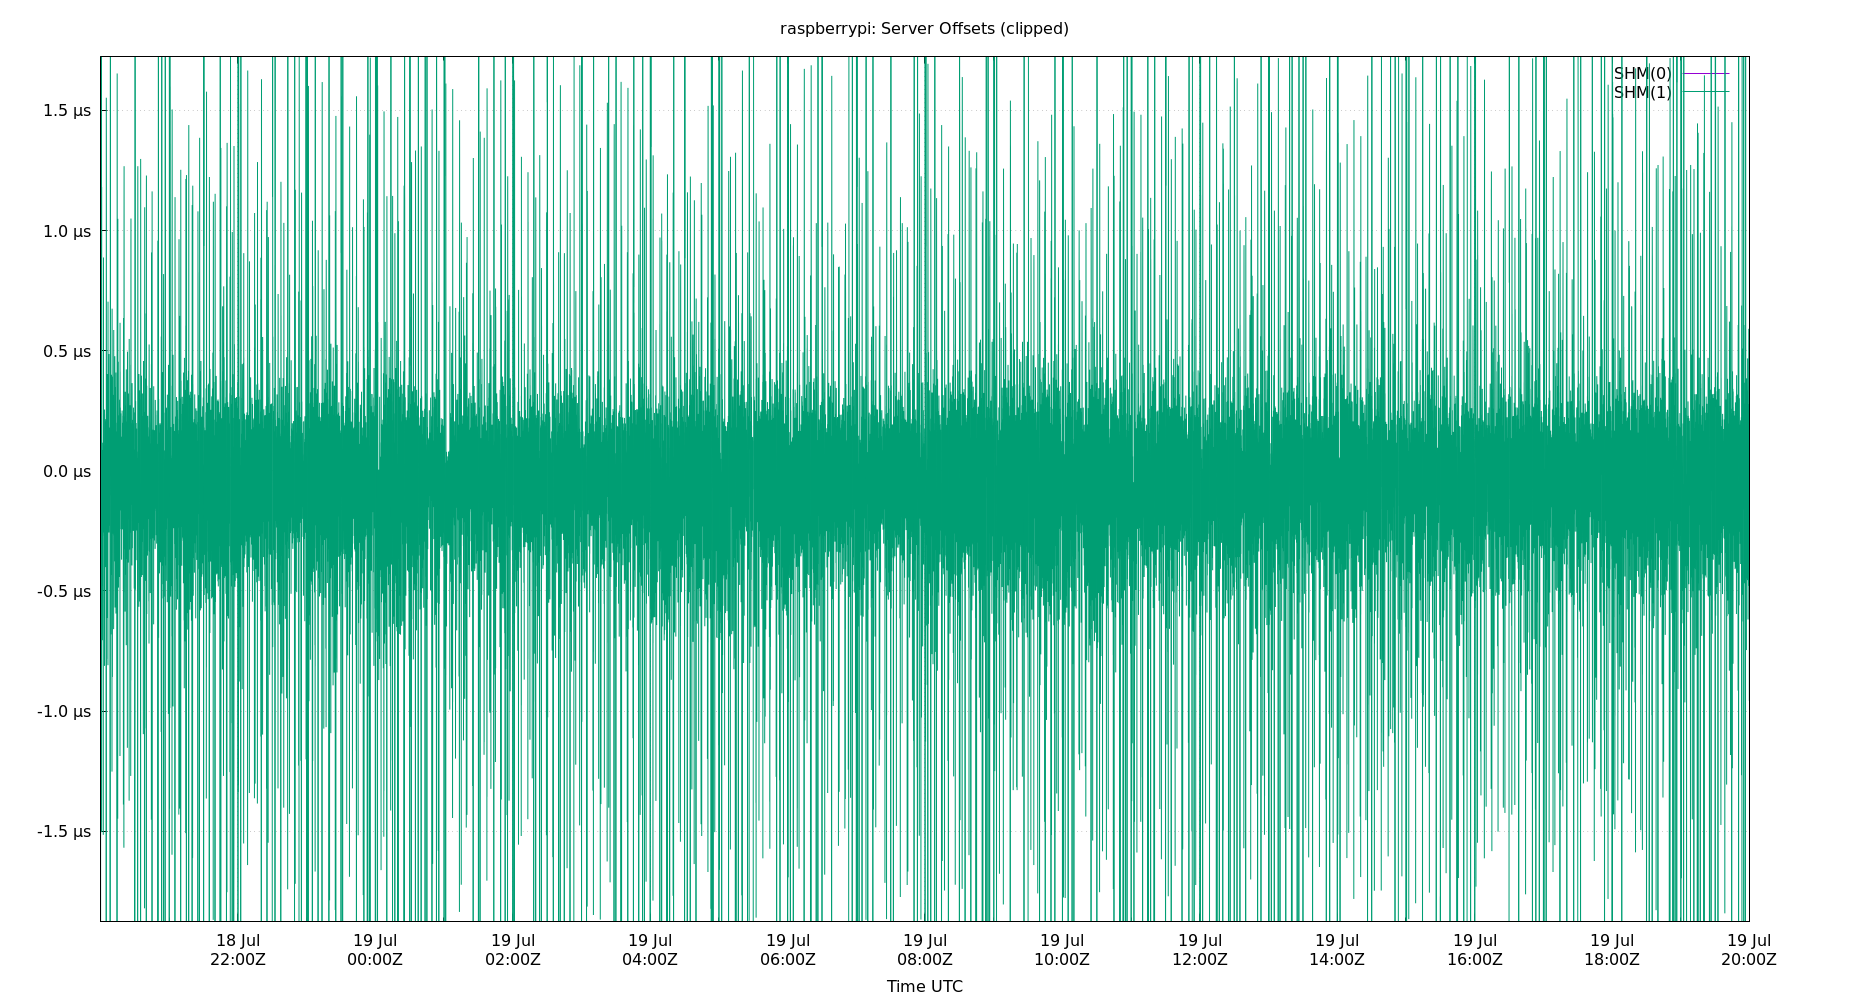 raspberrypi: Server Offsets (clipped)
SHM(0)
SHM(1)
1.5 µs
1.0 µs
0.5 µs
0.0 µs
-0.5 µs
-1.0 µs
-1.5 µs
18 Jul 19 Jul 19 Jul 19 Jul 19 Jul 19 Jul 19 Jul 19 Jul 19 Jul 19 Jul 19 Jul 19 Jul
22:00Z 00:00Z 02:00Z 04:00Z 06:00Z 08:00Z 10:00Z 12:00Z 14:00Z 16:00Z 18:00Z 20:00Z
Time UTC